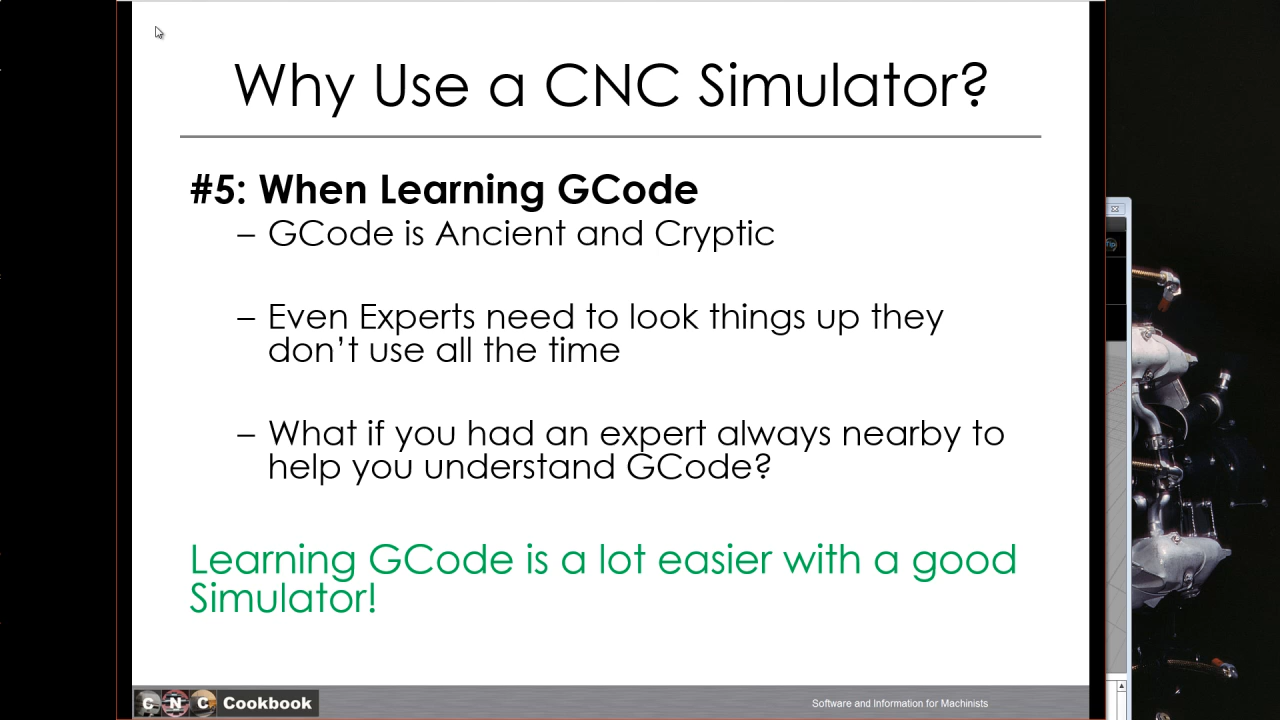 Why Use a CNC Simulator?
#5: When Learning GCode
– GCode is Ancient and Cryptic
– Even Experts need to look things up they
don’t use all the time
– What if you had an expert always nearby to
help you understand GCode?
Learning GCode is a lot easier with a good
Simulator!
C N C Cookbook
Software and Information for Machinists